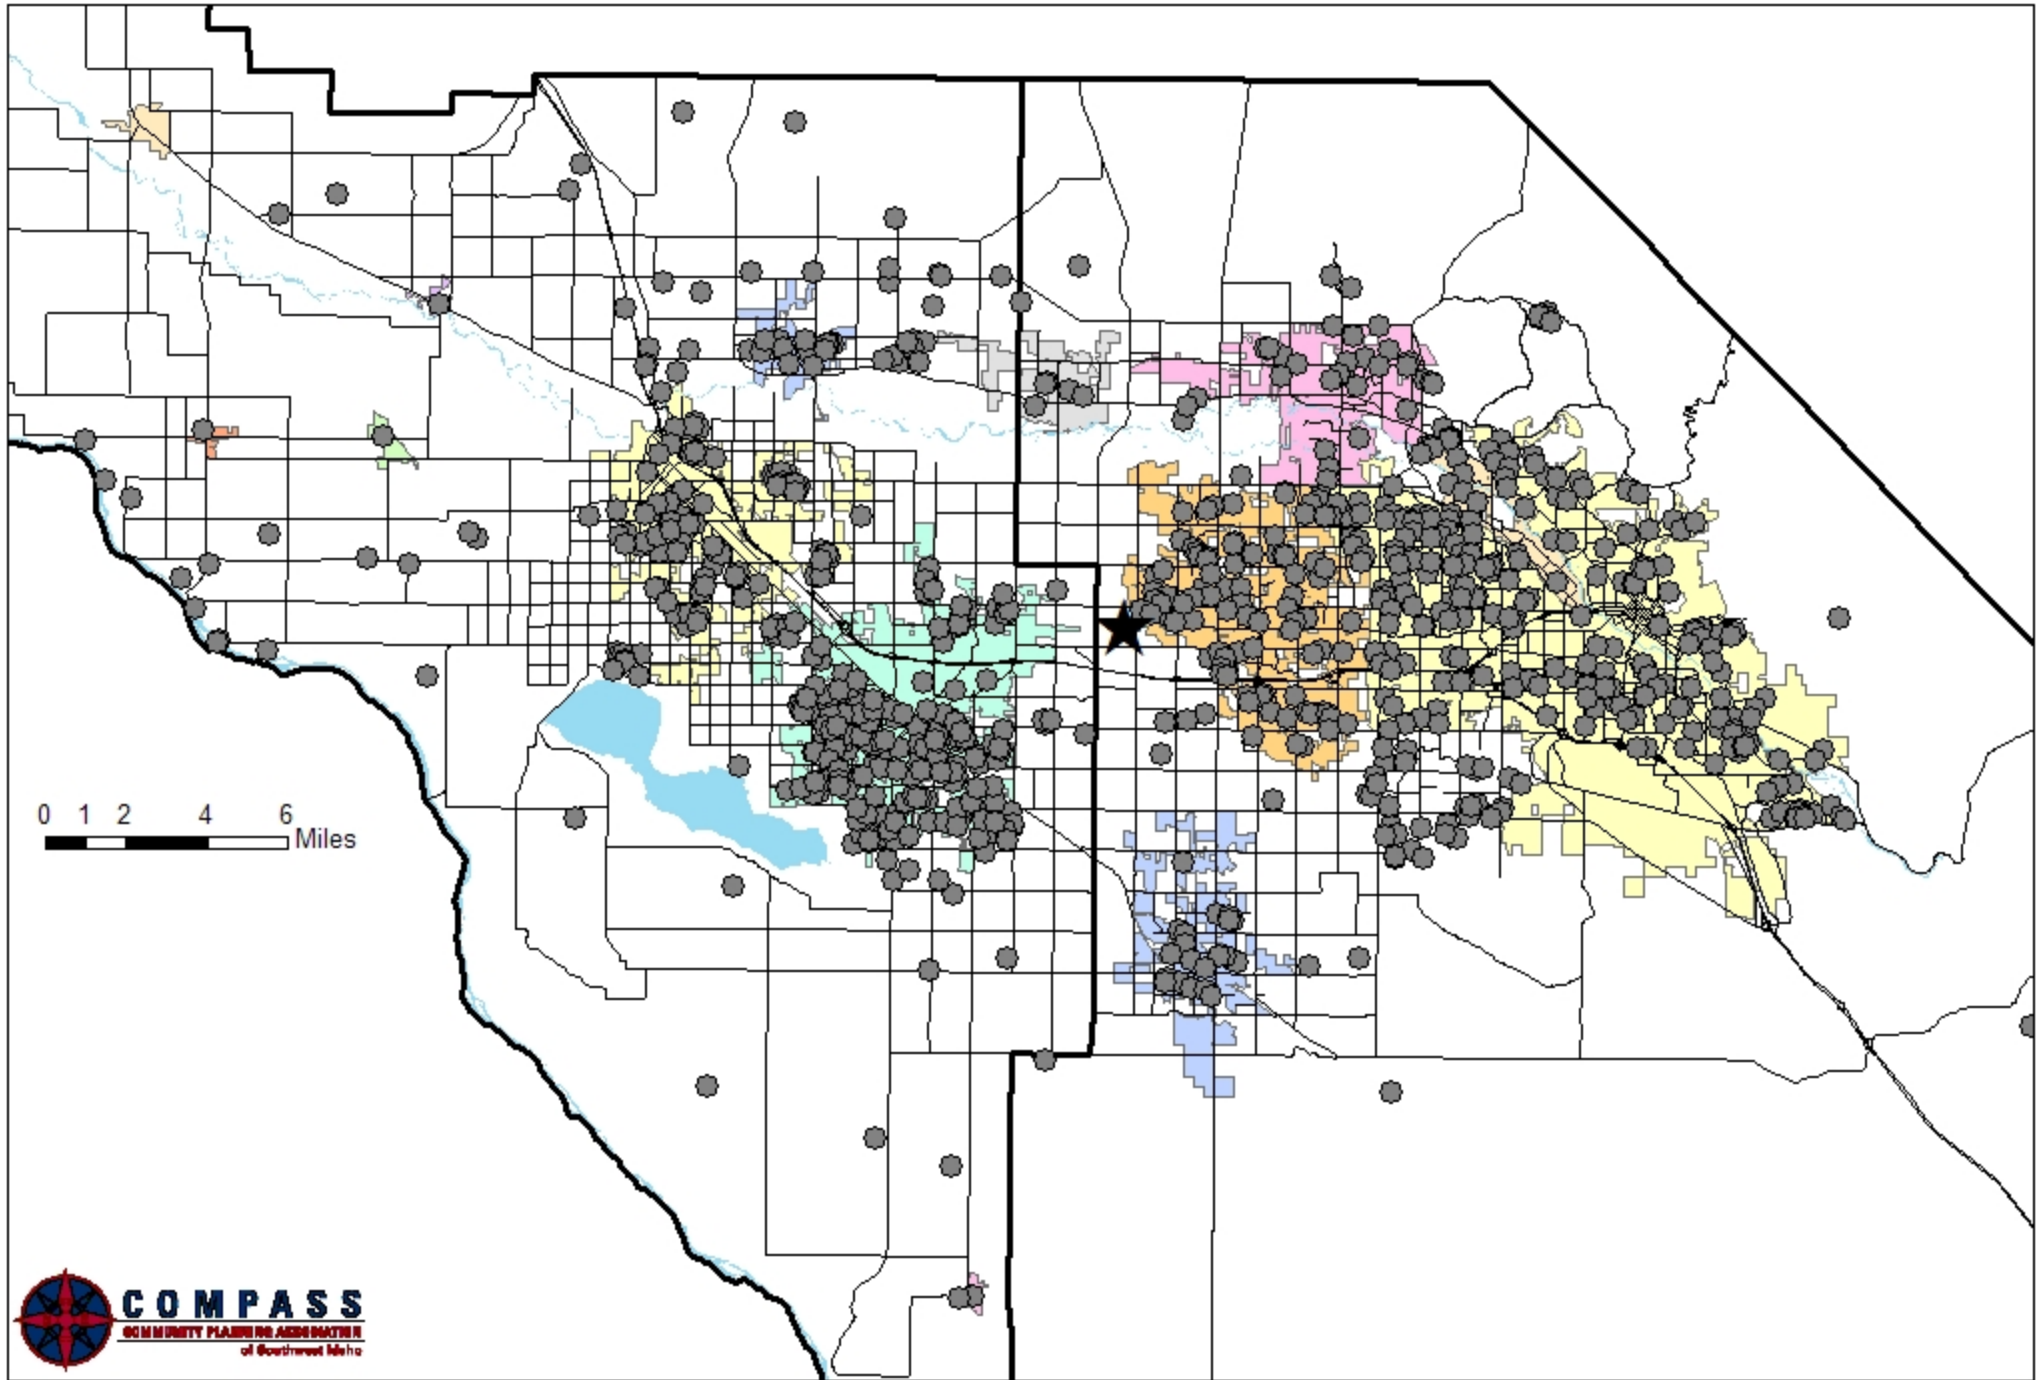 0 1 2 4 6
Miles
COMPASS
COMMUNITY PLANNING ASSOCIATION
of Southwest Idaho